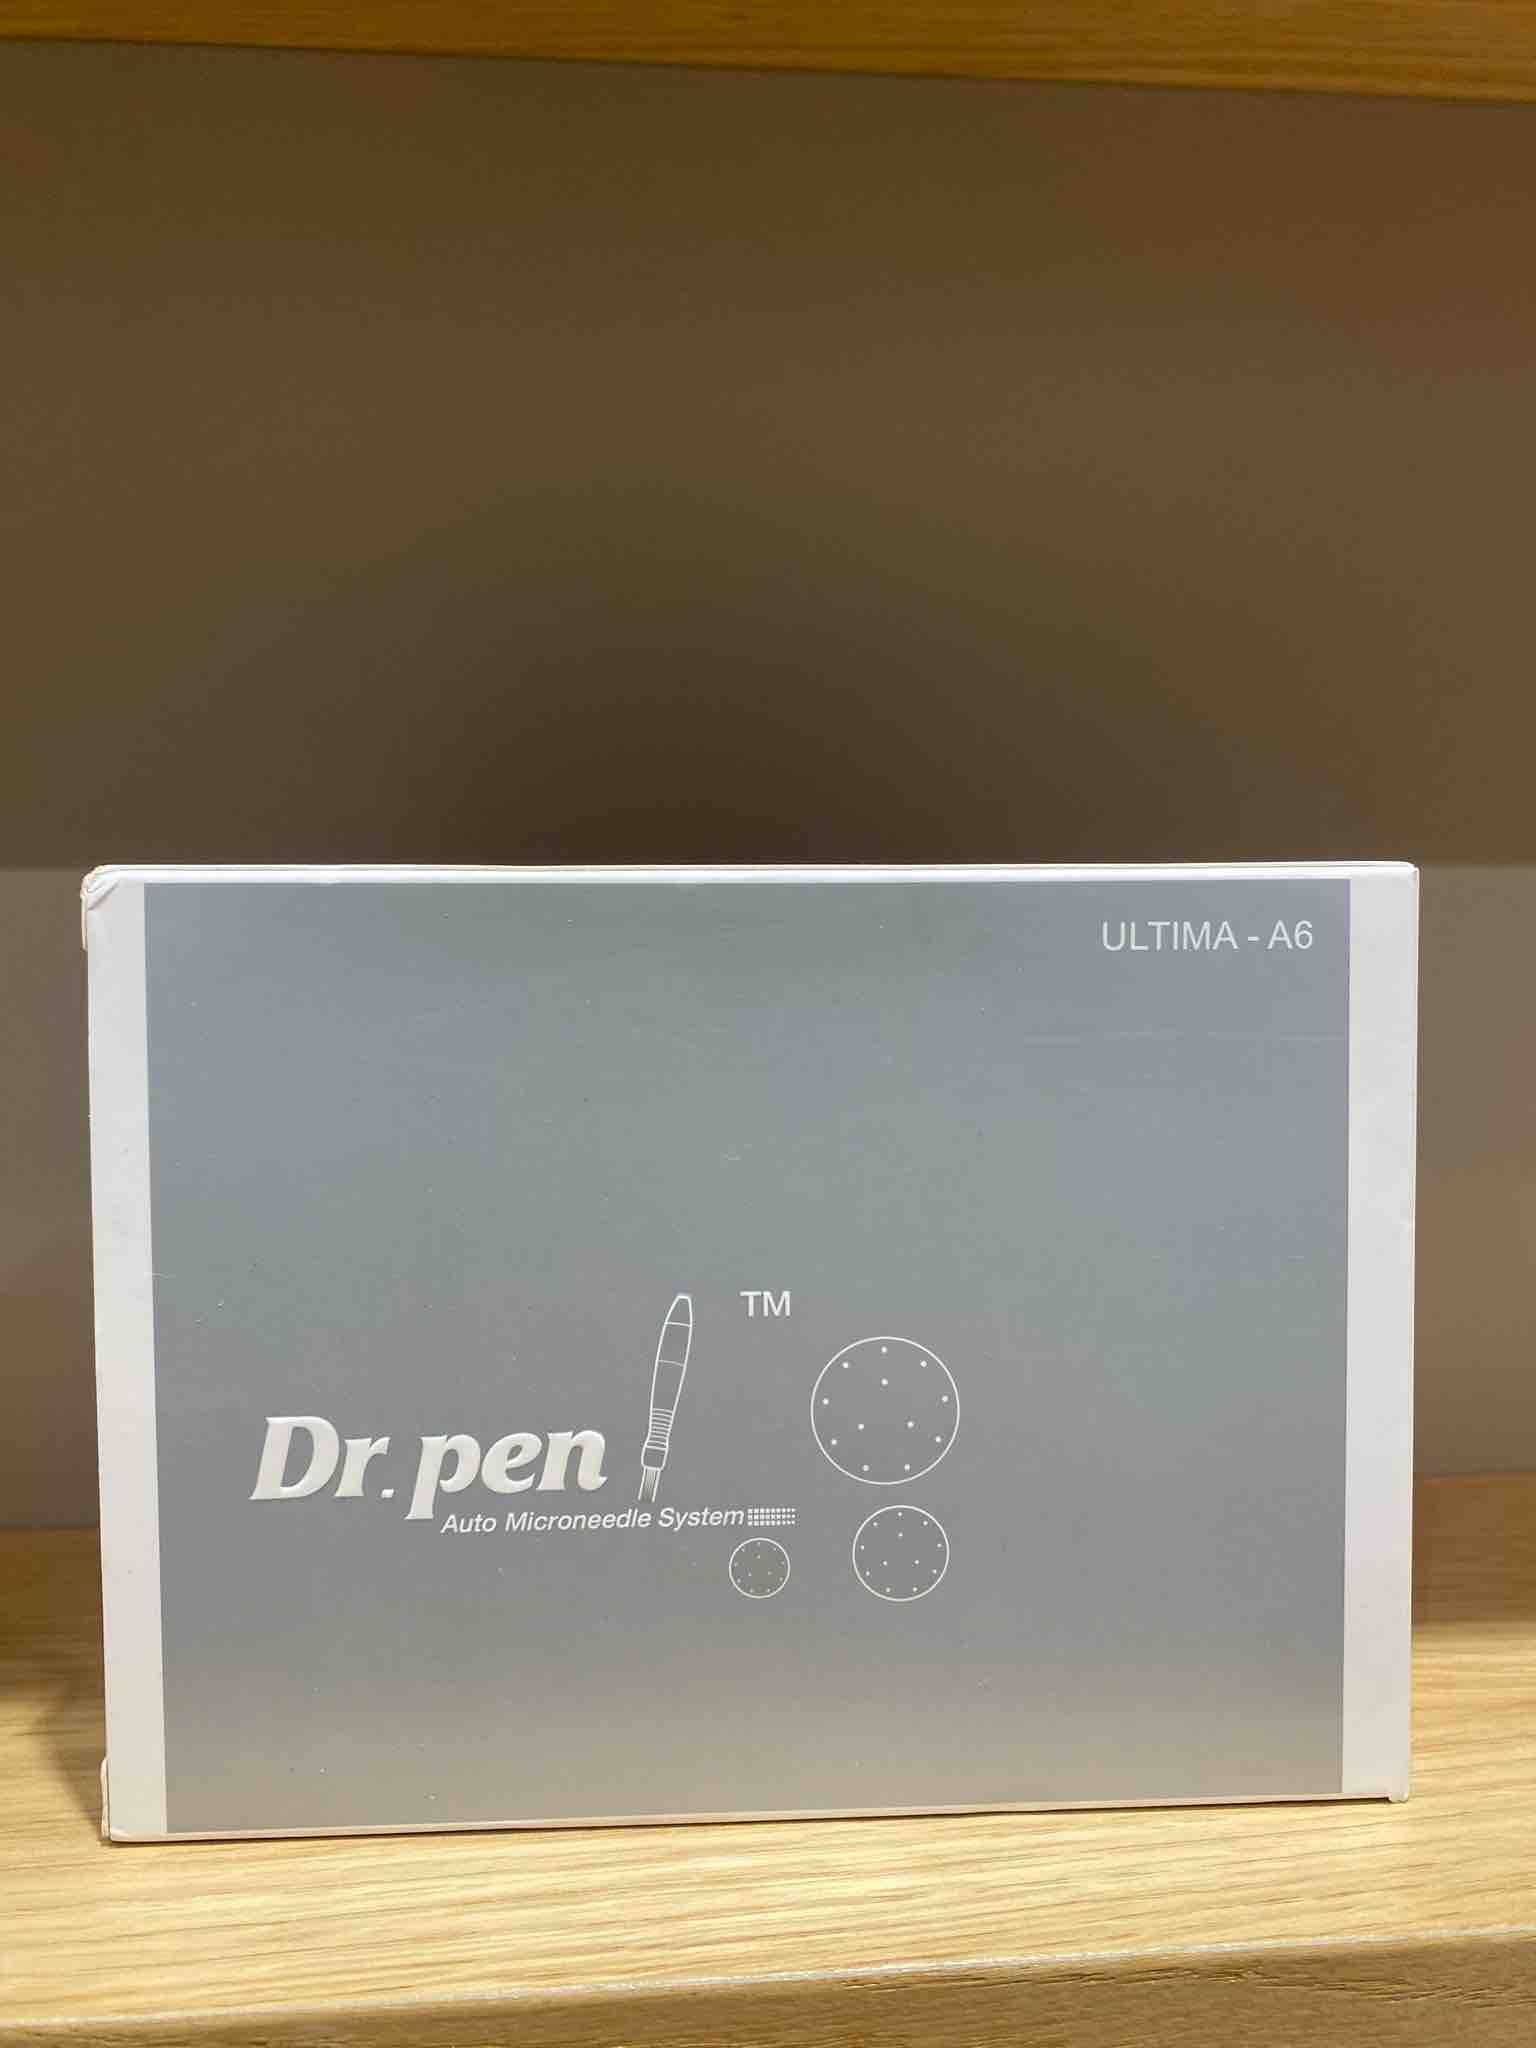 ULTIMA - A6
TM
Dr. pen
Auto Microneedle System